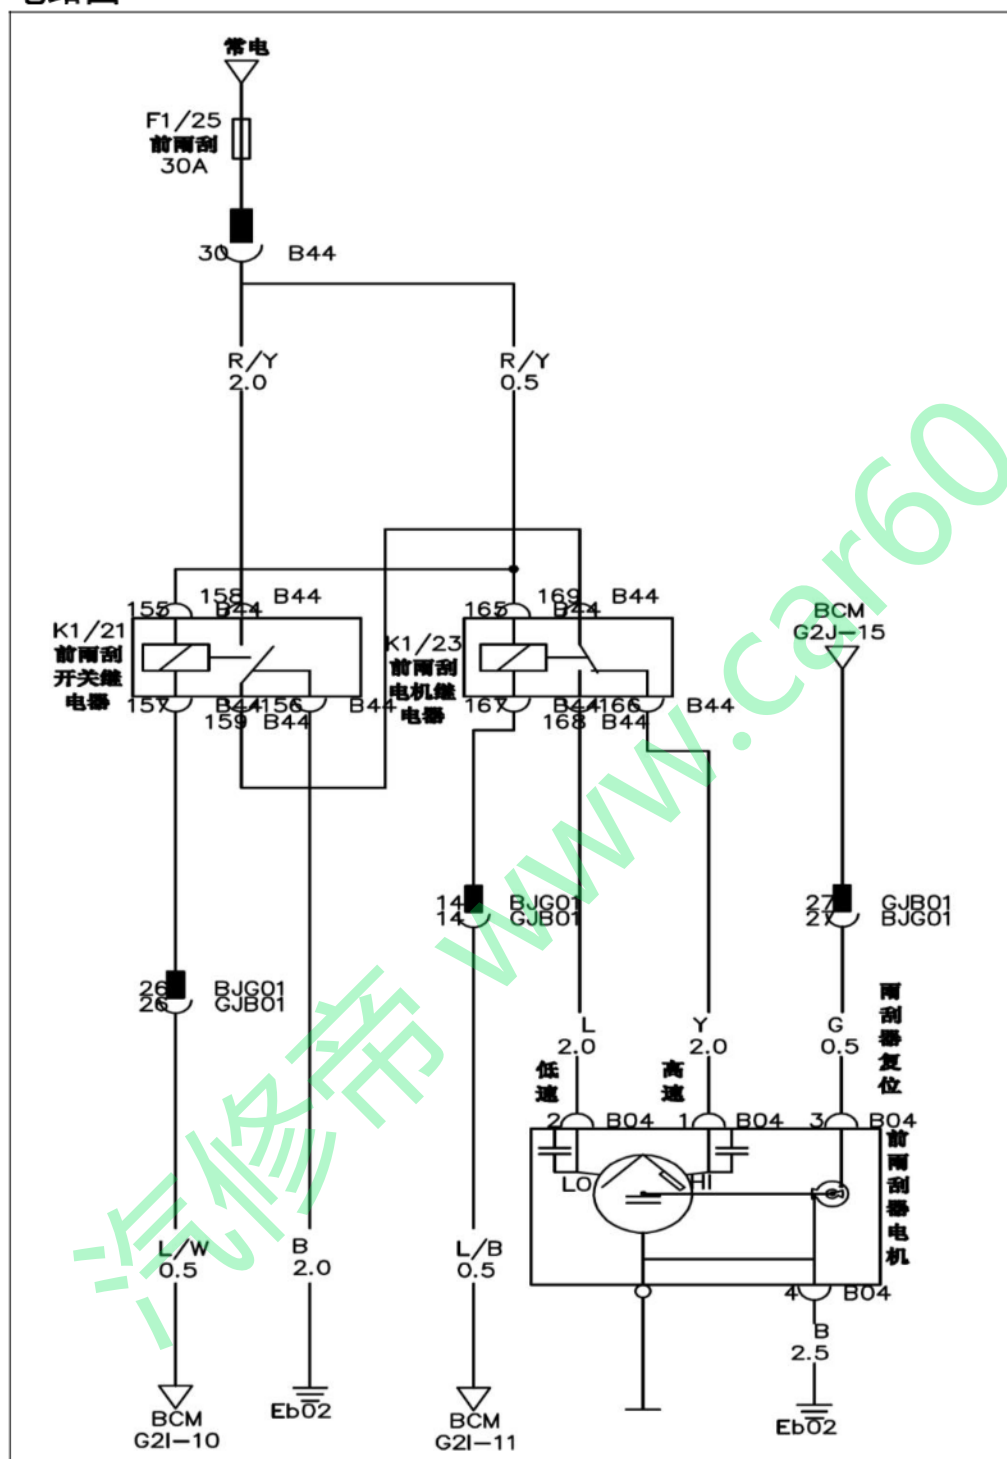 常电
F1/25
前雨刮
30A
30 B44
R/Y
2.0
R/Y
0.5
155 B44
158 B44
165 B44
169 B44
K1/21
前雨刮
开关继
电器
K1/23
前雨刮
电机继
电器
BCM
G2J-15
157 B44
159 B44
156 B44
167 B44
168 B44
166 B44
14 BJG01
14 GJB01
27 GJB01
27 BJG01
26 BJG01
26 GJB01
L
2.0
Y
2.0
G
0.5
低速
高速
雨刮器复位
2 B04
1 B04
3 B04
LO
HI
前雨刮器电机
L/W
0.5
B
2.0
L/B
0.5
4 B04
B
2.5
BCM
G2I-10
Eb02
BCM
G2I-11
Eb02
汽修帝 www.car60